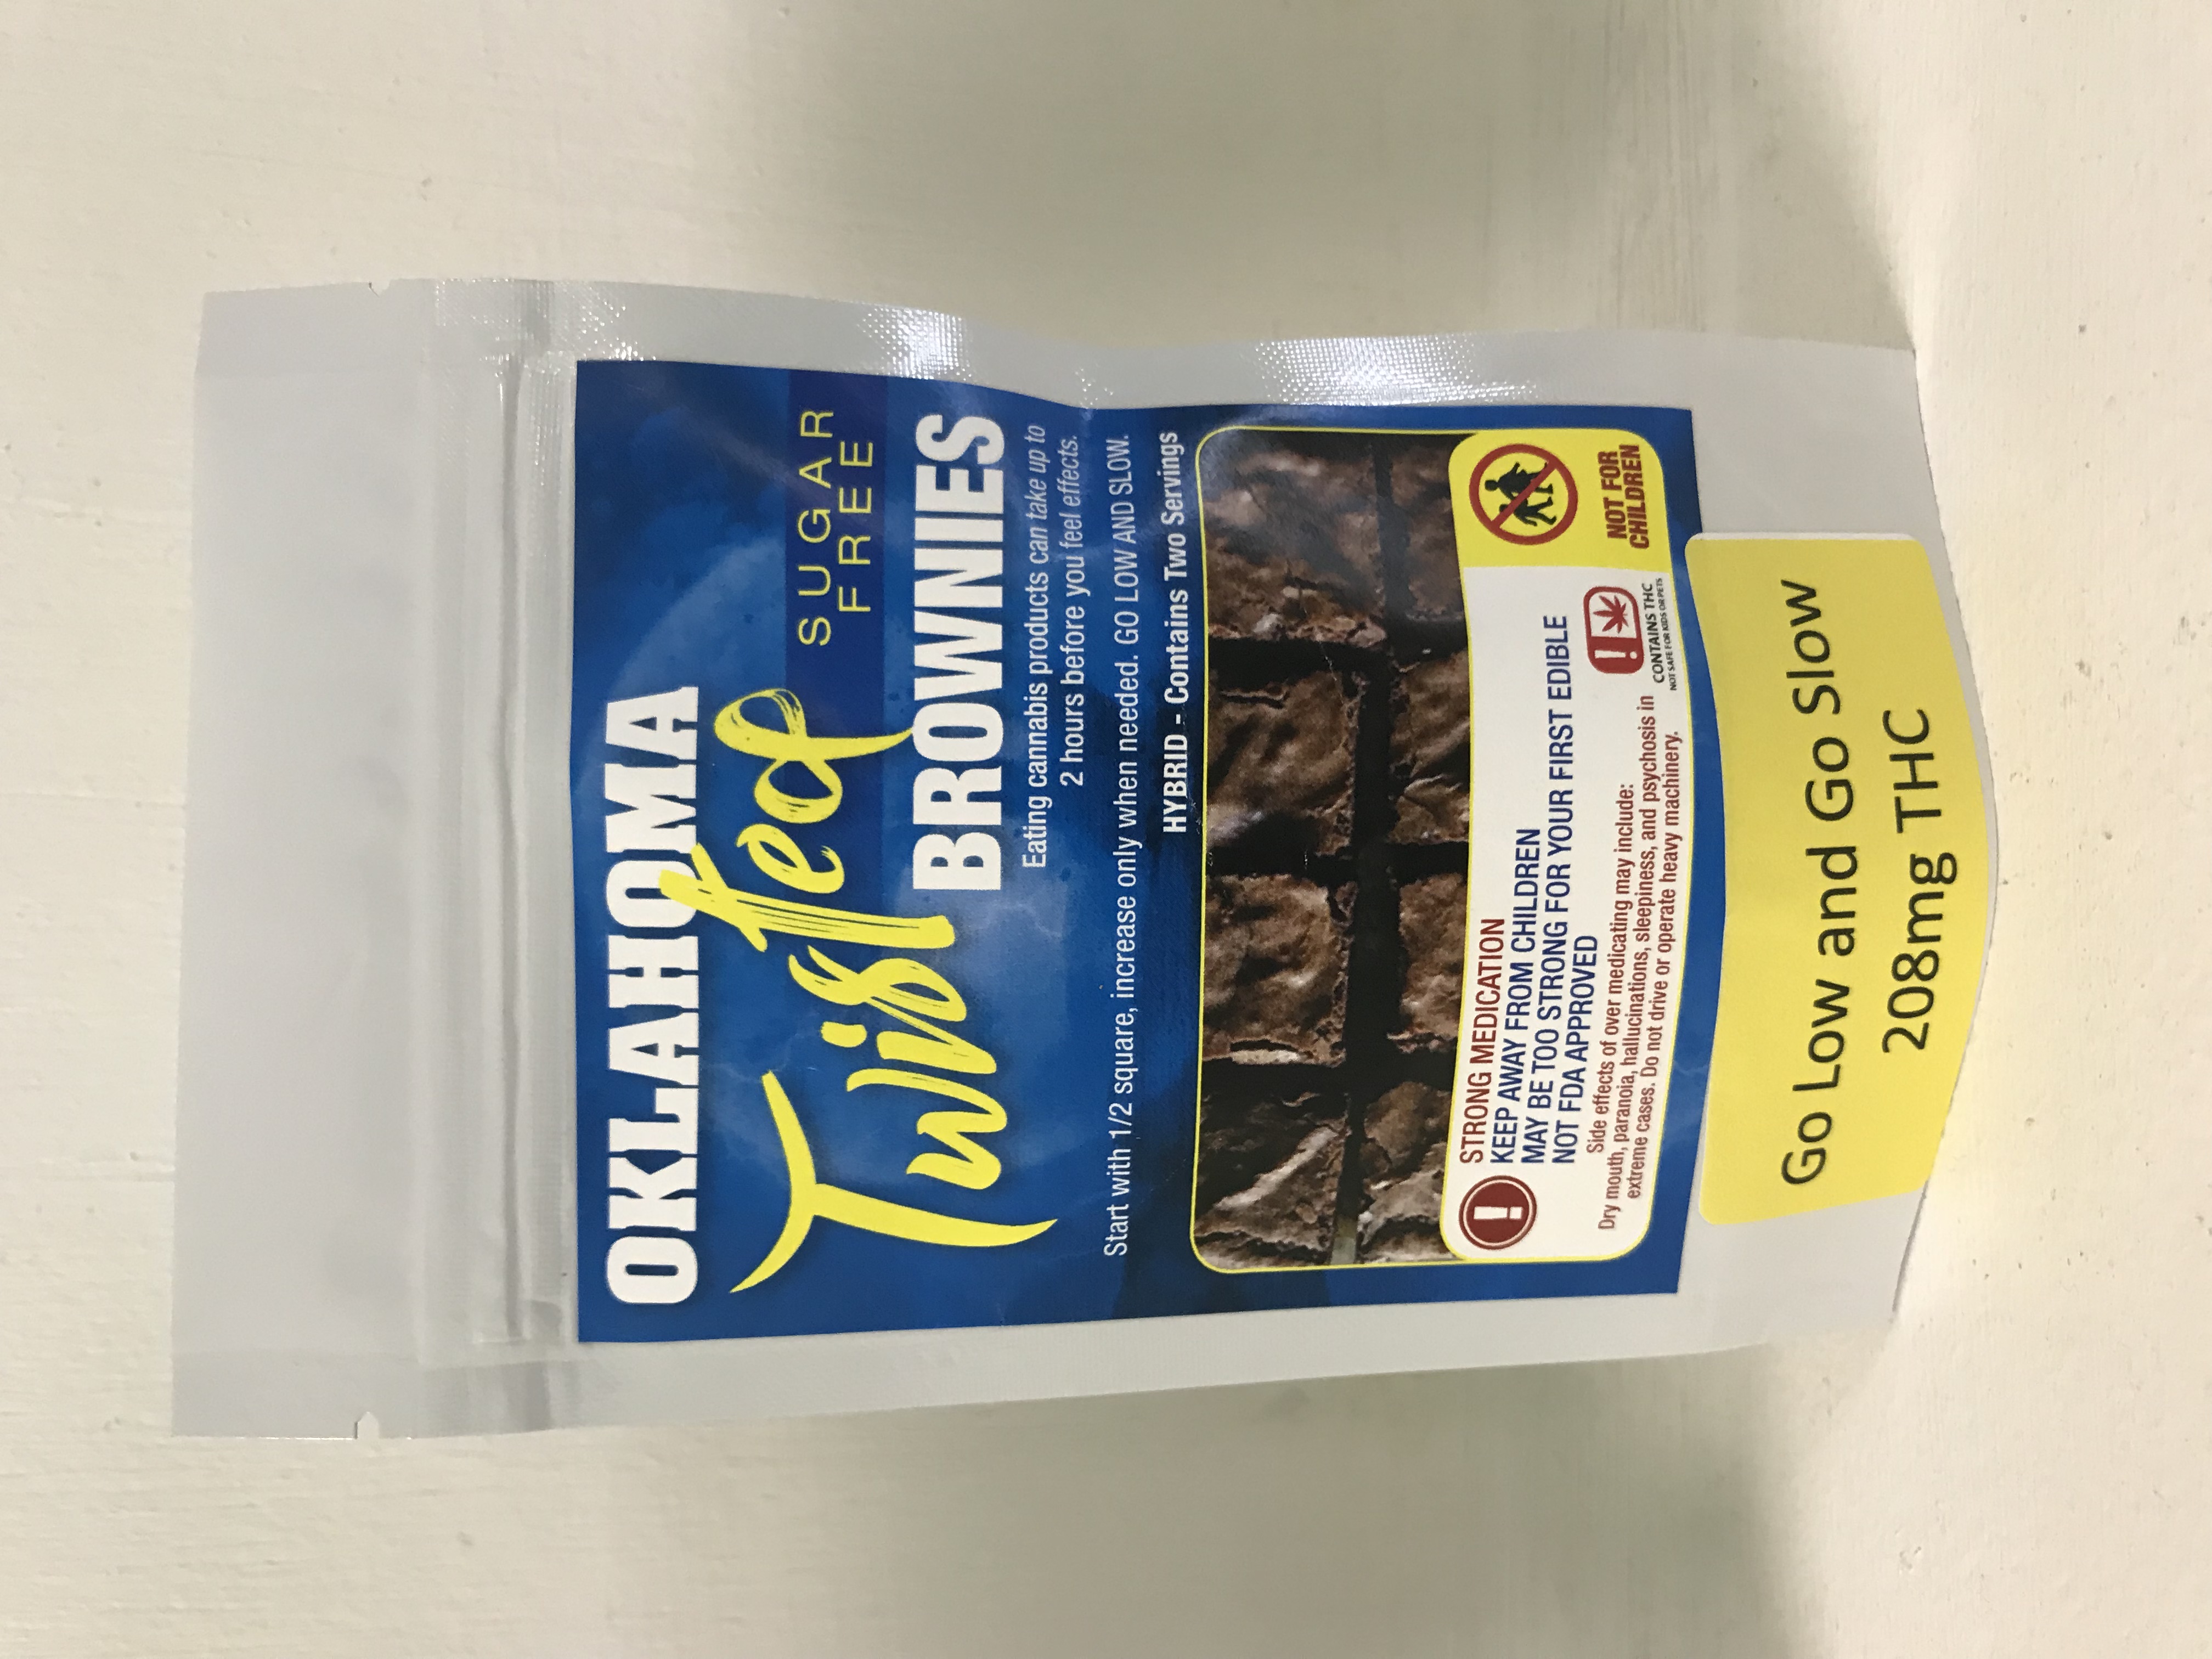 OKLAHOMA
Twisted
SUGAR
FREE
BROWNIES
Eating cannabis products can take up to
2 hours before you feel effects.
Start with 1/2 square, increase only when needed. GO LOW AND SLOW.
HYBRID - Contains Two Servings
STRONG MEDICATION
KEEP AWAY FROM CHILDREN
MAY BE TOO STRONG FOR YOUR FIRST EDIBLE
NOT FDA APPROVED
Side effects of over medicating may include:
Dry mouth, paranoia, hallucinations, sleepiness, and psychosis in
extreme cases. Do not drive or operate heavy machinery.
CONTAINS THC
NOT SAFE FOR KIDS OR PETS
NOT FOR
CHILDREN
Go Low and Go Slow
208mg THC